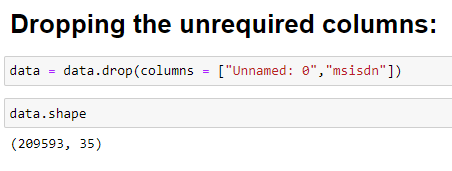 Dropping the unrequired columns:
data = data.drop(columns = ["Unnamed: 0","msisdn"])
data.shape
(209593, 35)